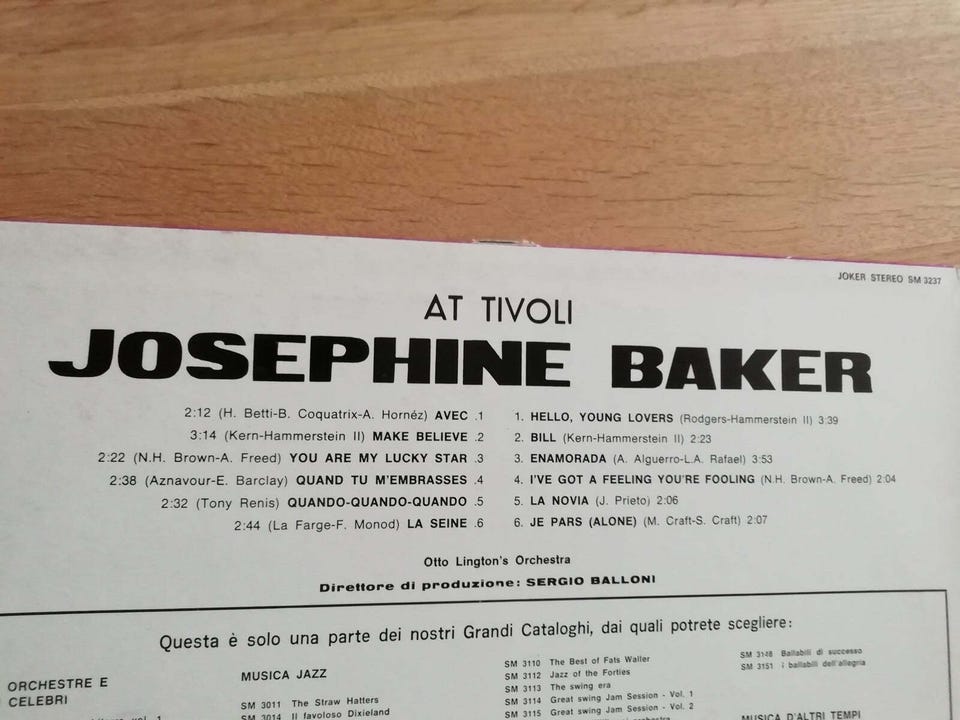 JOKER STEREO SM 3237
AT TIVOLI
JOSEPHINE BAKER
2:12 (H. Betti-B. Coquatrix-A. Hornéz) AVEC .1
3:14 (Kern-Hammerstein II) MAKE BELIEVE .2
2:22 (N.H. Brown-A. Freed) YOU ARE MY LUCKY STAR .3
2:38 (Aznavour-E. Barclay) QUAND TU M'EMBRASSES .4
2:32 (Tony Renis) QUANDO-QUANDO-QUANDO .5
2:44 (La Farge-F. Monod) LA SEINE .6
1. HELLO, YOUNG LOVERS (Rodgers-Hammerstein II) 3:39
2. BILL (Kern-Hammerstein II) 2:23
3. ENAMORADA (A. Alguerro-L.A. Rafael) 3:53
4. I'VE GOT A FEELING YOU'RE FOOLING (N.H. Brown-A. Freed) 2:04
5. LA NOVIA (J. Prieto) 2:06
6. JE PARS (ALONE) (M. Craft-S. Craft) 2:07
Otto Lington's Orchestra
Direttore di produzione: SERGIO BALLONI
Questa è solo una parte dei nostri Grandi Cataloghi, dai quali potrete scegliere:
ORCHESTRE E
CELEBRI
vol. 1
MUSICA JAZZ
SM 3011 The Straw Hatters
SM 3014 Il favoloso Dixieland
SM 3110 The Best of Fats Waller
SM 3112 Jazz of the Forties
SM 3113 The swing era
SM 3114 Great swing Jam Session - Vol. 1
SM 3115 Great swing Jam Session - Vol. 2
SM 3148 Ballabili di successo
SM 3151 i ballabili dell'allegria
MUSICA D'ALTRI TEMPI